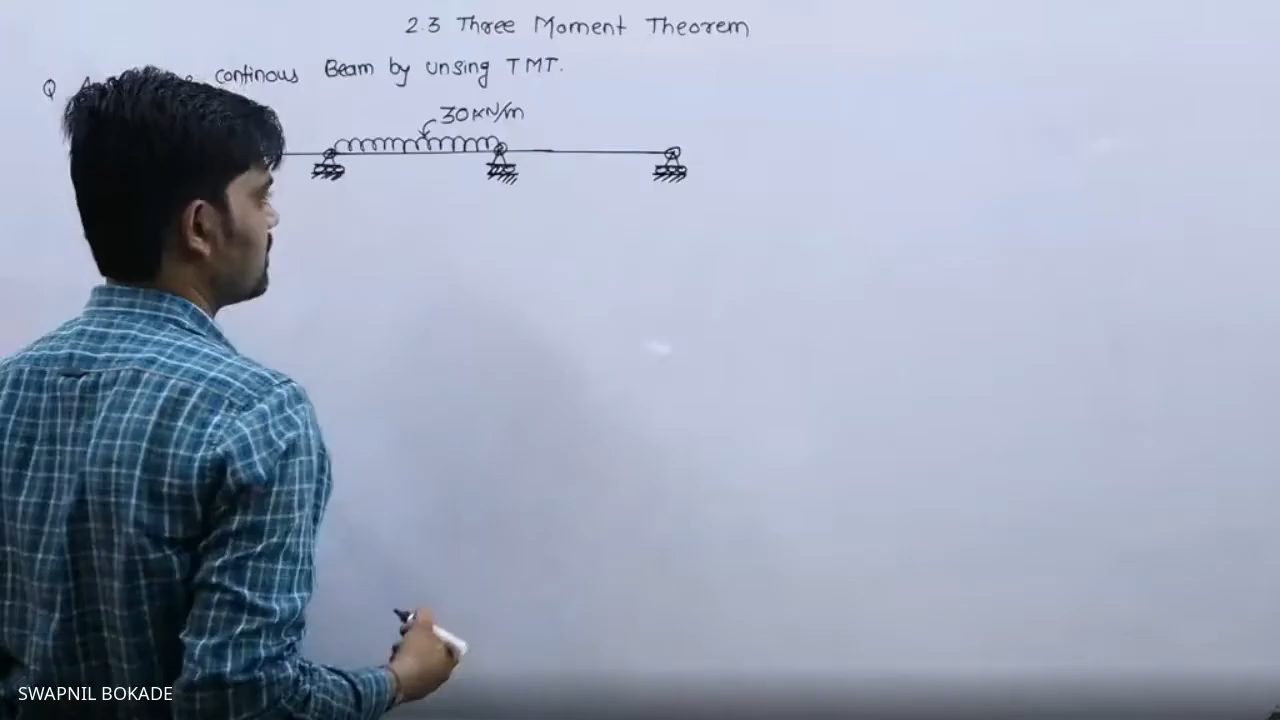 2.3 Three Moment Theorem
Q continous Beam by unsing TMT.
30KN/m
SWAPNIL BOKADE